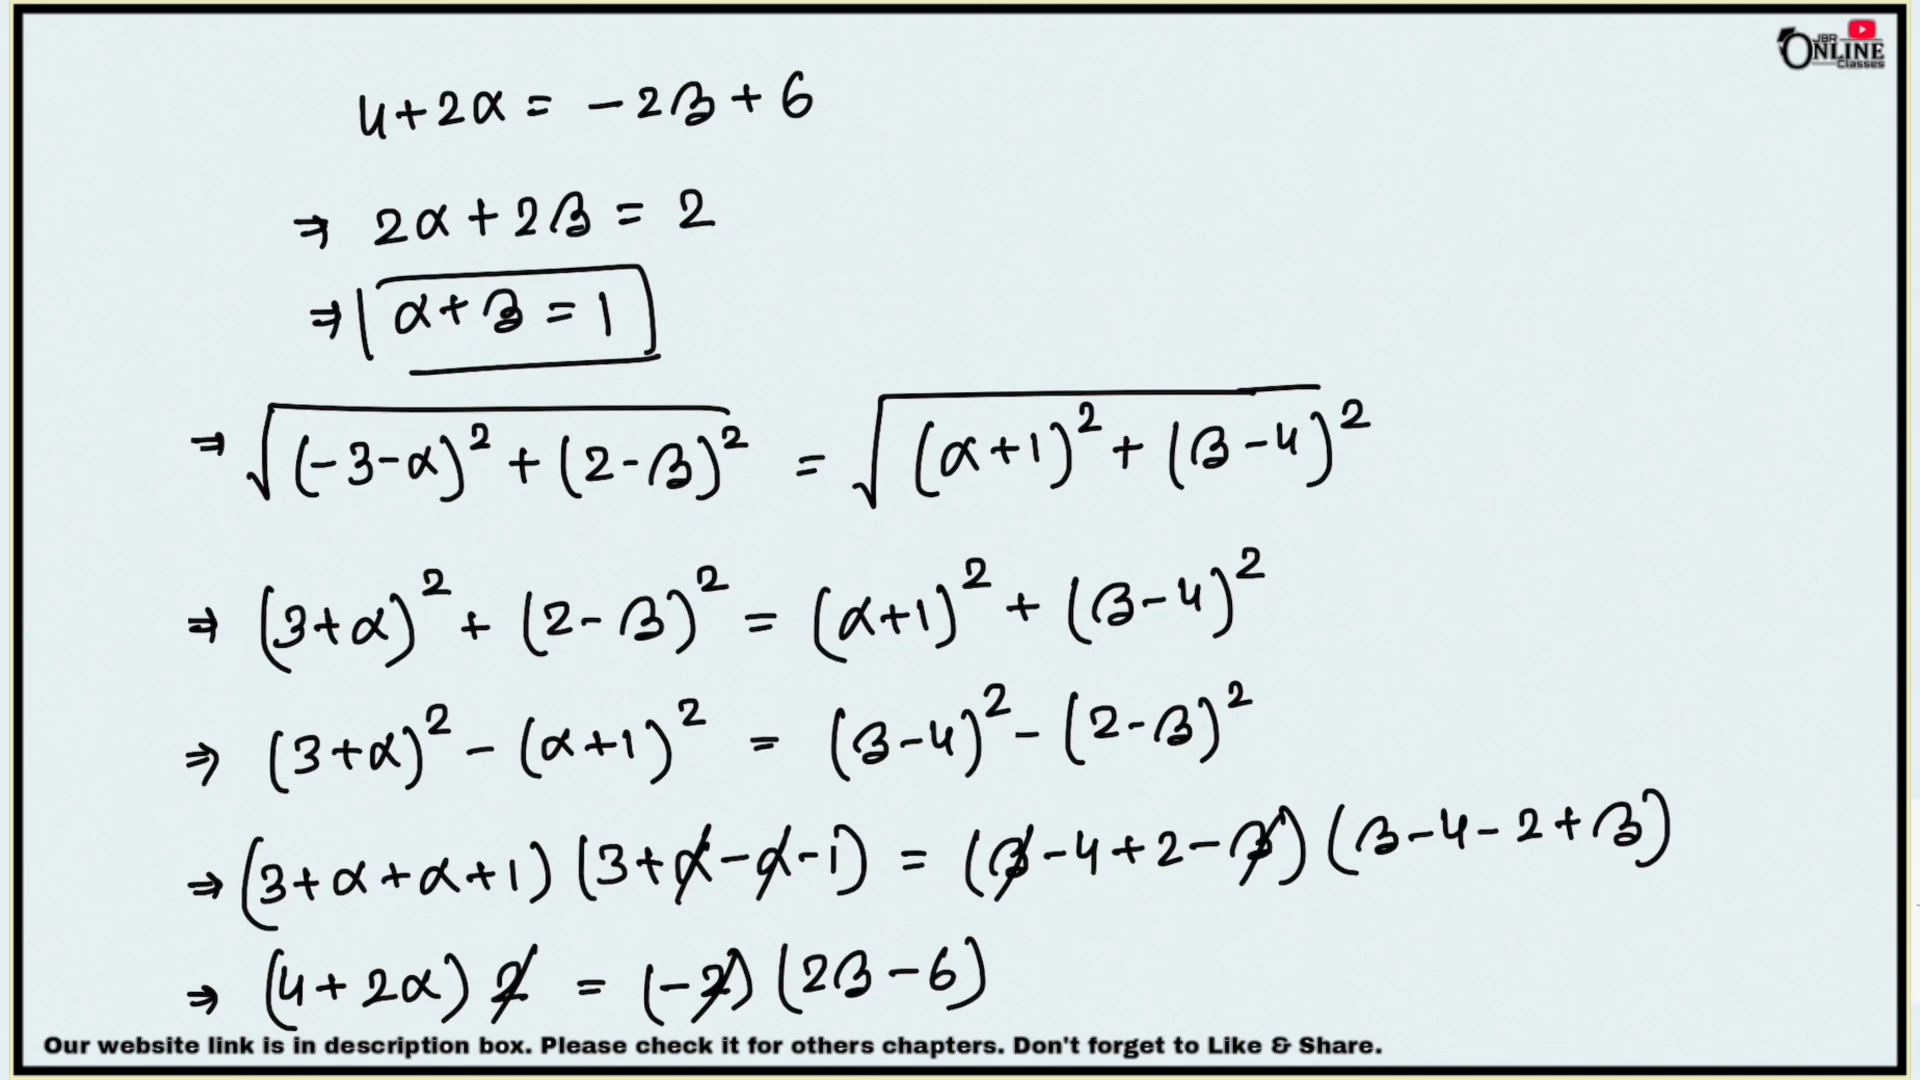 JBR
ONLINE
Classes
4+2α = -2β+6
⇒ 2α+2β = 2
⇒ α+β = 1
⇒ √((-3-α)²+(2-β)²) = √((α+1)²+(β-4)²)
⇒ (3+α)²+(2-β)² = (α+1)²+(β-4)²
⇒ (3+α)²-(α+1)² = (β-4)²-(2-β)²
⇒ (3+α+α+1)(3+α-α-1) = (β-4+2-β)(β-4-2+β)
⇒ (4+2α)2 = (-2)(2β-6)
Our website link is in description box. Please check it for others chapters. Don't forget to Like & Share.